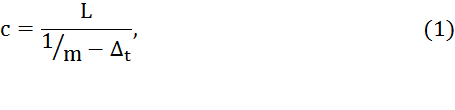 c = L / (1/m − Δt), (1)